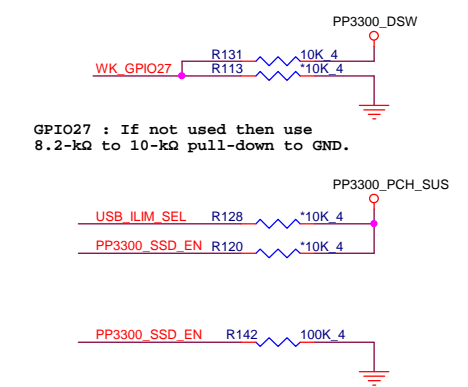 PP3300_DSW
R131 10K_4
WK_GPIO27 R113 *10K_4
GPIO27 : If not used then use
8.2-kΩ to 10-kΩ pull-down to GND.
PP3300_PCH_SUS
USB_ILIM_SEL R128 *10K_4
PP3300_SSD_EN R120 *10K_4
PP3300_SSD_EN R142 100K_4